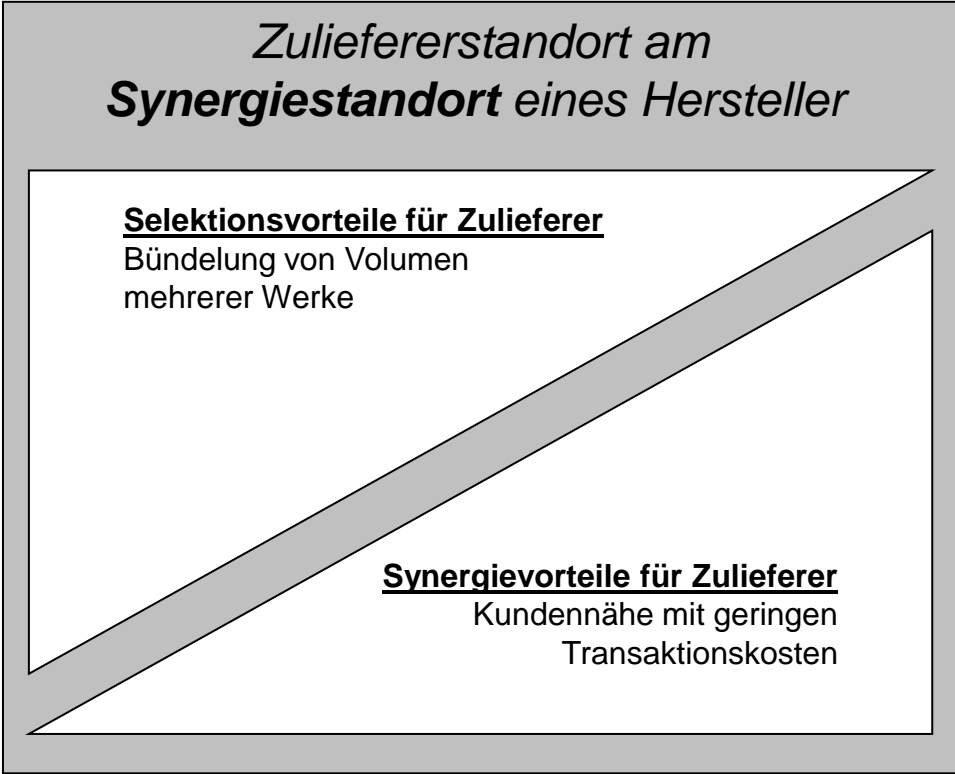 Zuliefererstandort am
Synergiestandort eines Hersteller
Selektionsvorteile für Zulieferer
Bündelung von Volumen
mehrerer Werke
Synergievorteile für Zulieferer
Kundennähe mit geringen
Transaktionskosten